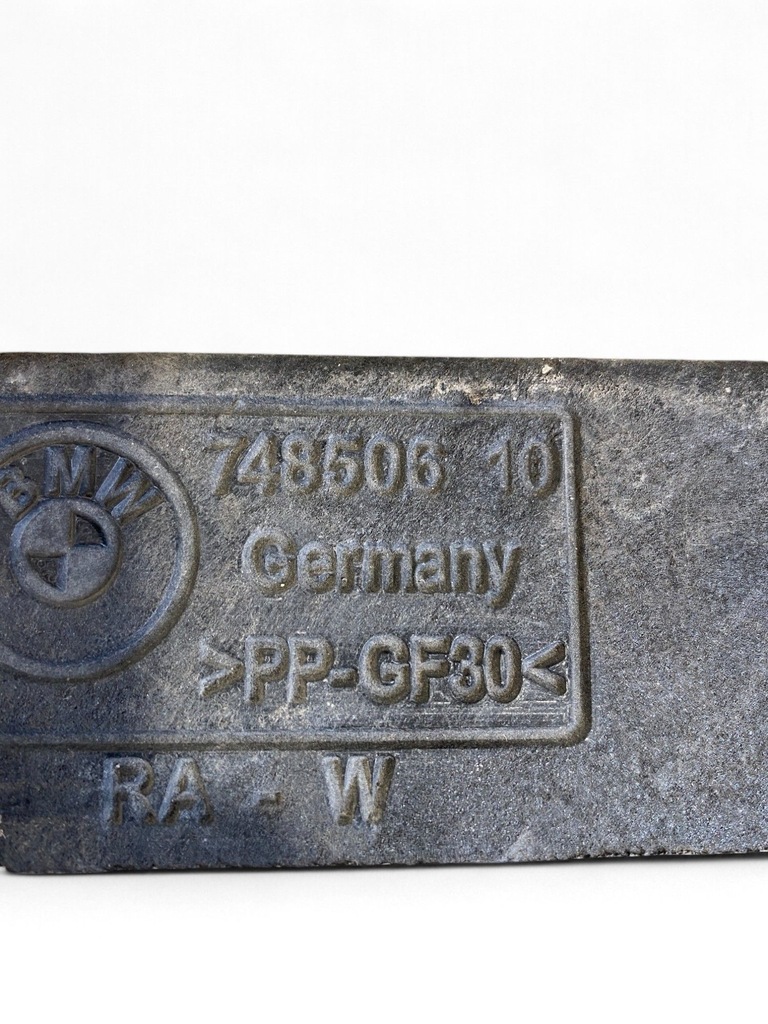 BMW
748506 10
Germany
>PP-GF30<
RA - W